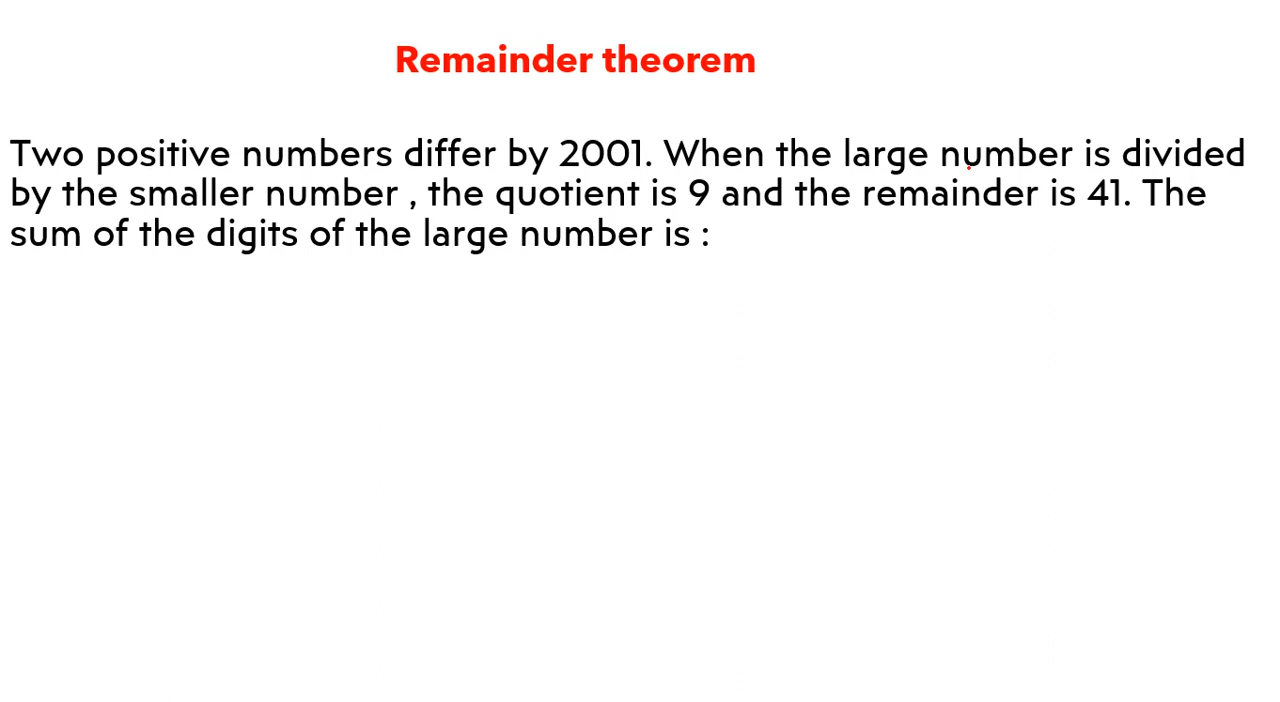 Remainder theorem
Two positive numbers differ by 2001. When the large number is divided
by the smaller number , the quotient is 9 and the remainder is 41. The
sum of the digits of the large number is :